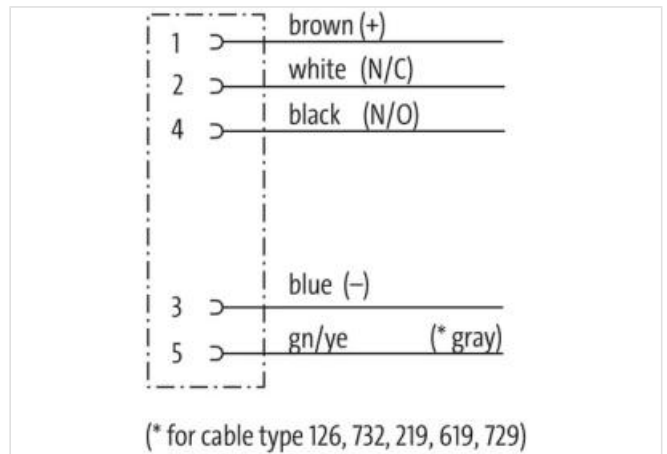 1 brown (+)
2 white (N/C)
4 black (N/O)
3 blue (–)
5 gn/ye (* gray)
(* for cable type 126, 732, 219, 619, 729)